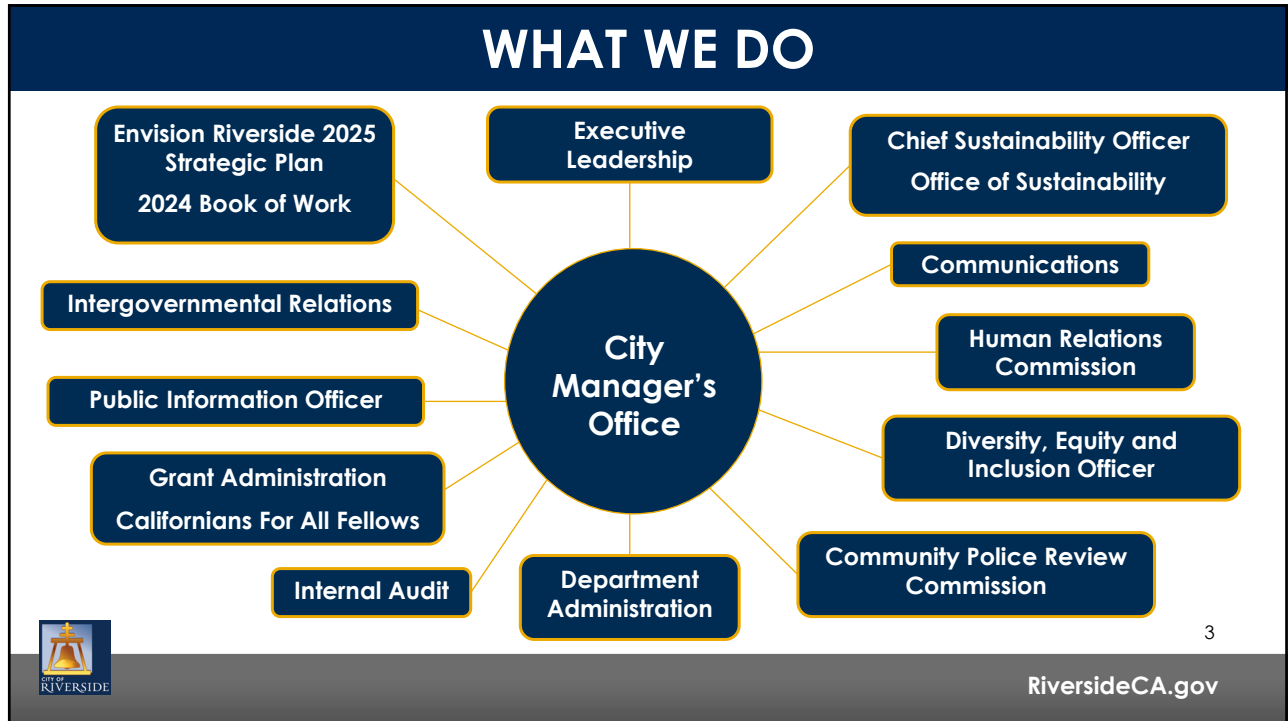 WHAT WE DO
Envision Riverside 2025
Strategic Plan
2024 Book of Work
Executive
Leadership
Chief Sustainability Officer
Office of Sustainability
Communications
Intergovernmental Relations
Human Relations
Commission
City
Manager’s
Office
Public Information Officer
Diversity, Equity and
Inclusion Officer
Grant Administration
Californians For All Fellows
Community Police Review
Commission
Internal Audit
Department
Administration
3
CITY OF
RIVERSIDE
RiversideCA.gov